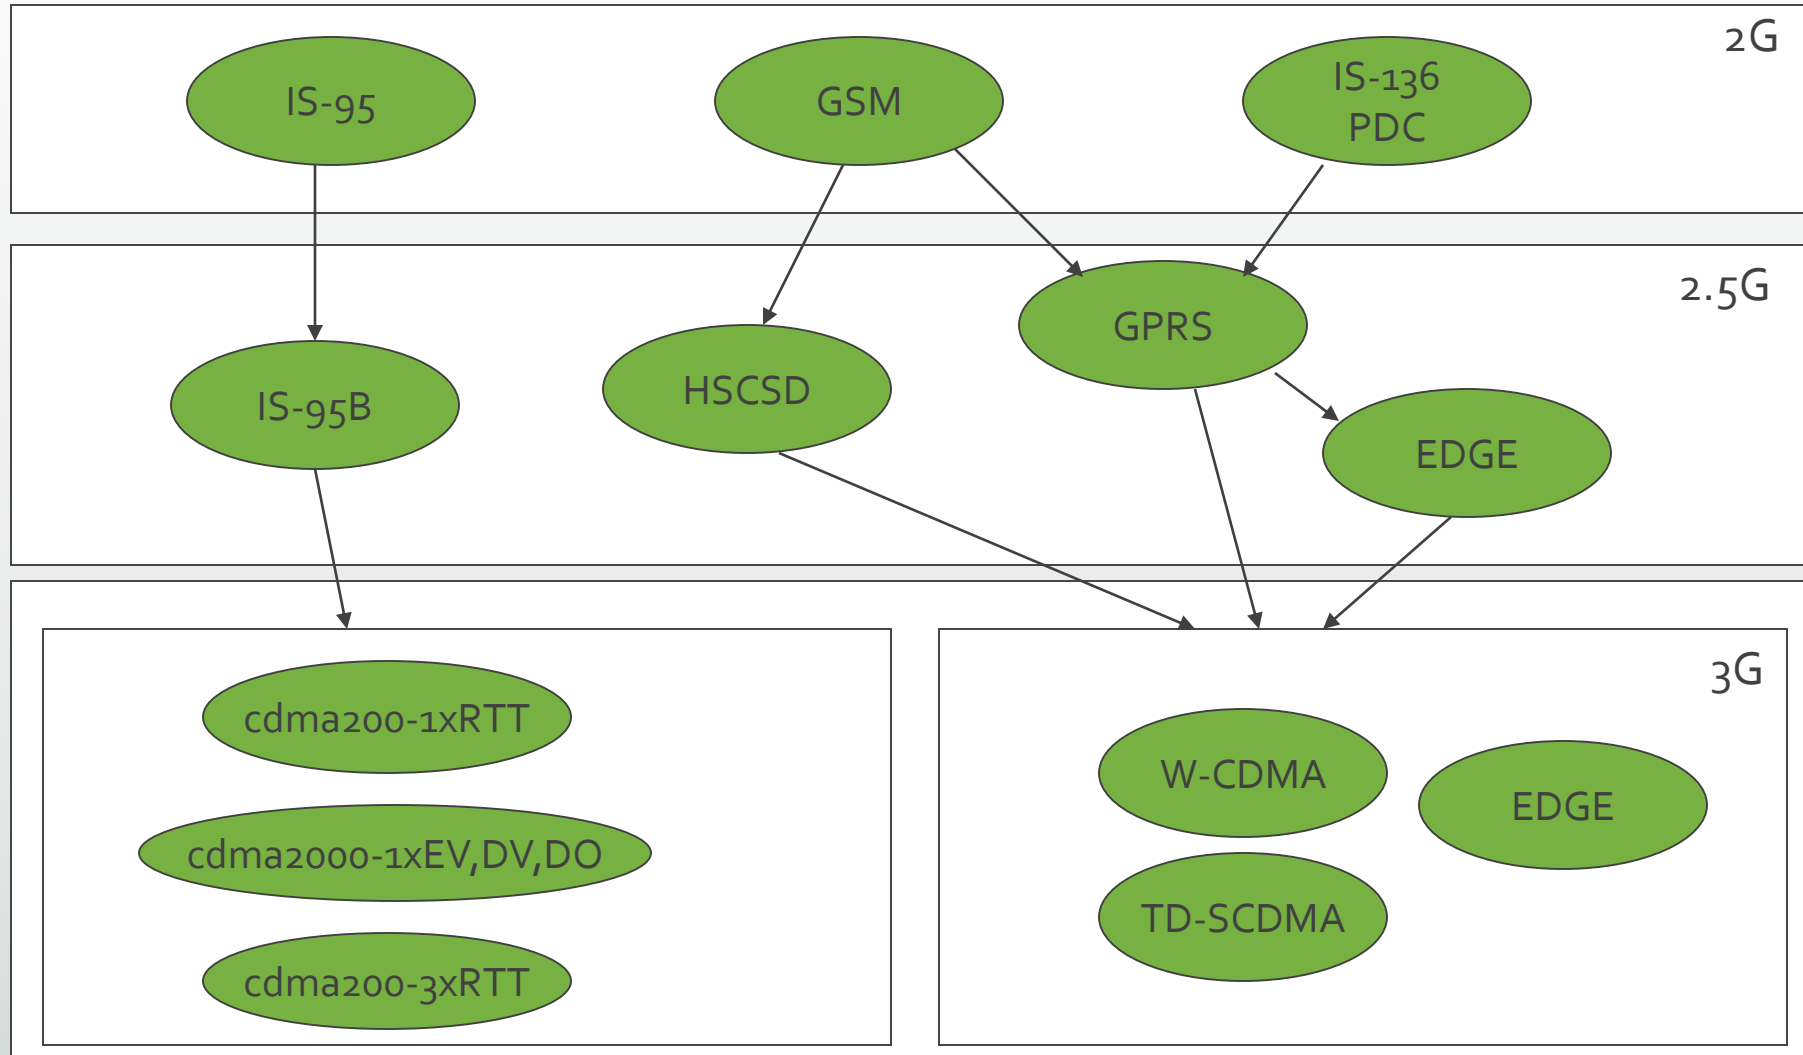 2G
IS-95
GSM
IS-136
PDC
2.5G
GPRS
HSCSD
IS-95B
EDGE
3G
cdma200-1xRTT
W-CDMA
EDGE
cdma2000-1xEV,DV,DO
TD-SCDMA
cdma200-3xRTT